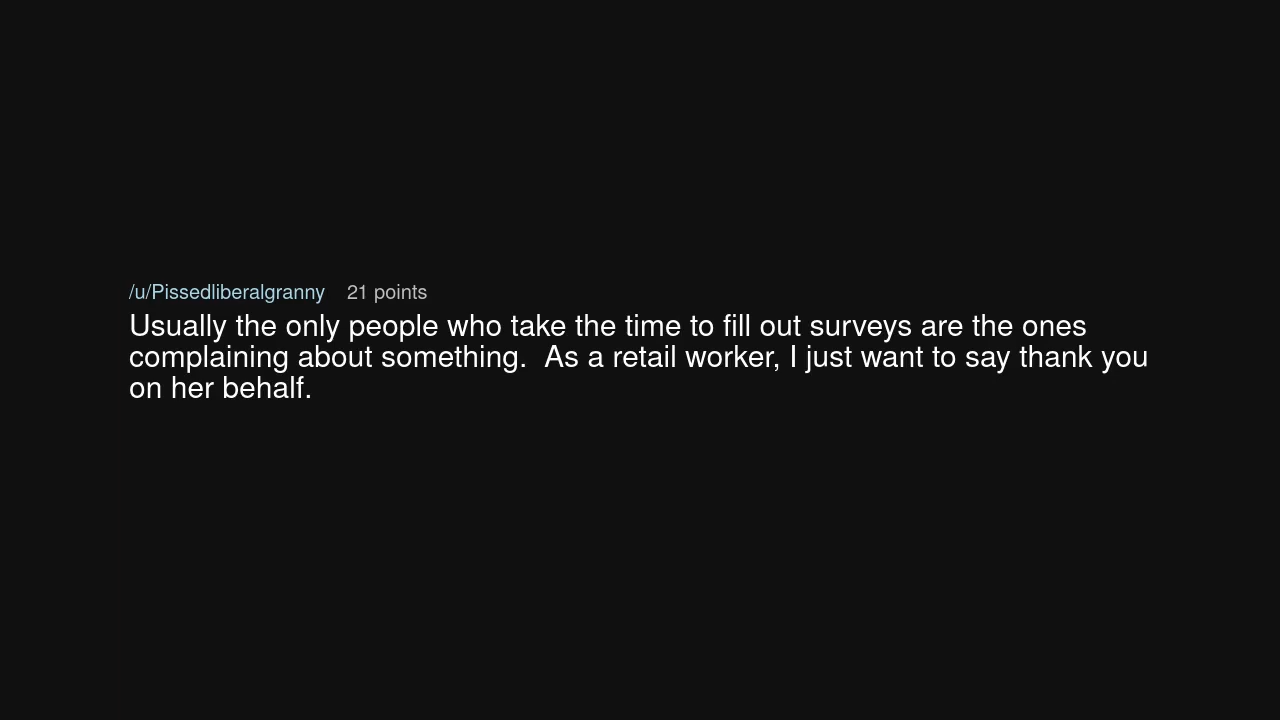 /u/Pissedliberalgranny 21 points
Usually the only people who take the time to fill out surveys are the ones
complaining about something.  As a retail worker, I just want to say thank you
on her behalf.